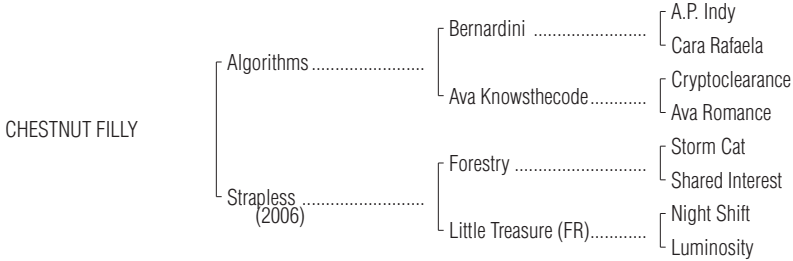 A.P. Indy
Bernardini ........................
Cara Rafaela
Algorithms ........................
Cryptoclearance
Ava Knowsthecode............
Ava Romance
CHESTNUT FILLY
Storm Cat
Forestry ............................
Shared Interest
Strapless ..........................
(2006)
Night Shift
Little Treasure (FR)............
Luminosity